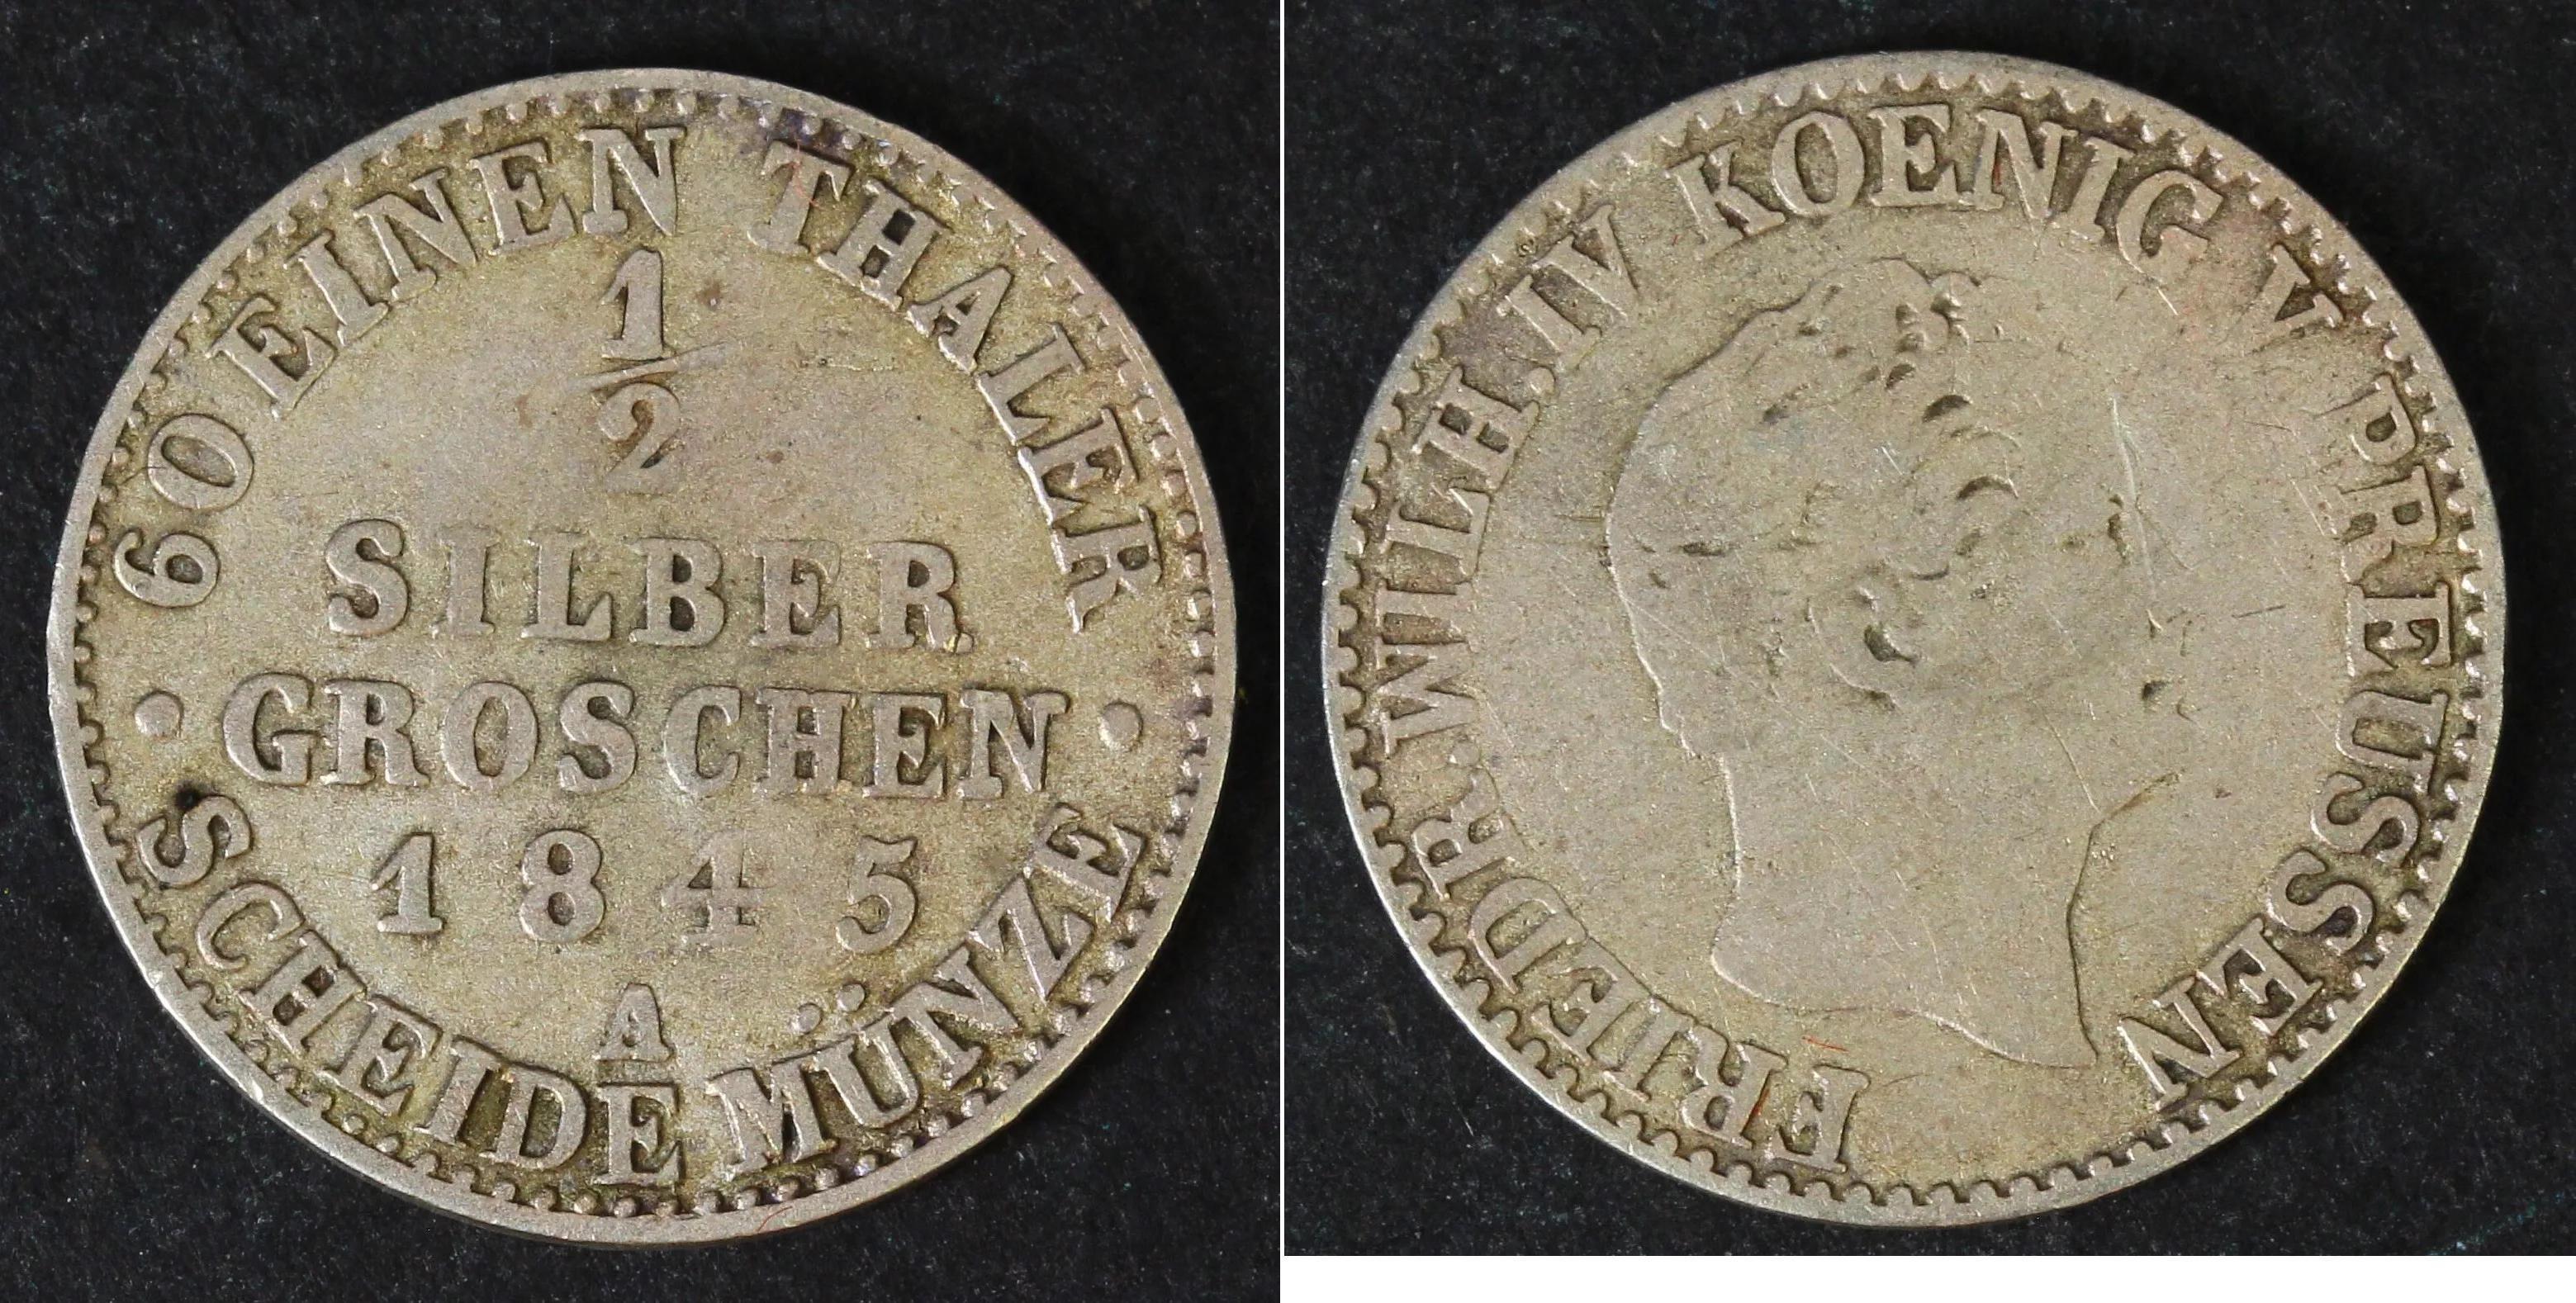 60 EINEN THALER
1
2
SILBER
GROSCHEN
1845
A
SCHEIDE MÜNZE
FRIEDR. WILH. IV KOENIG V PREUSSEN